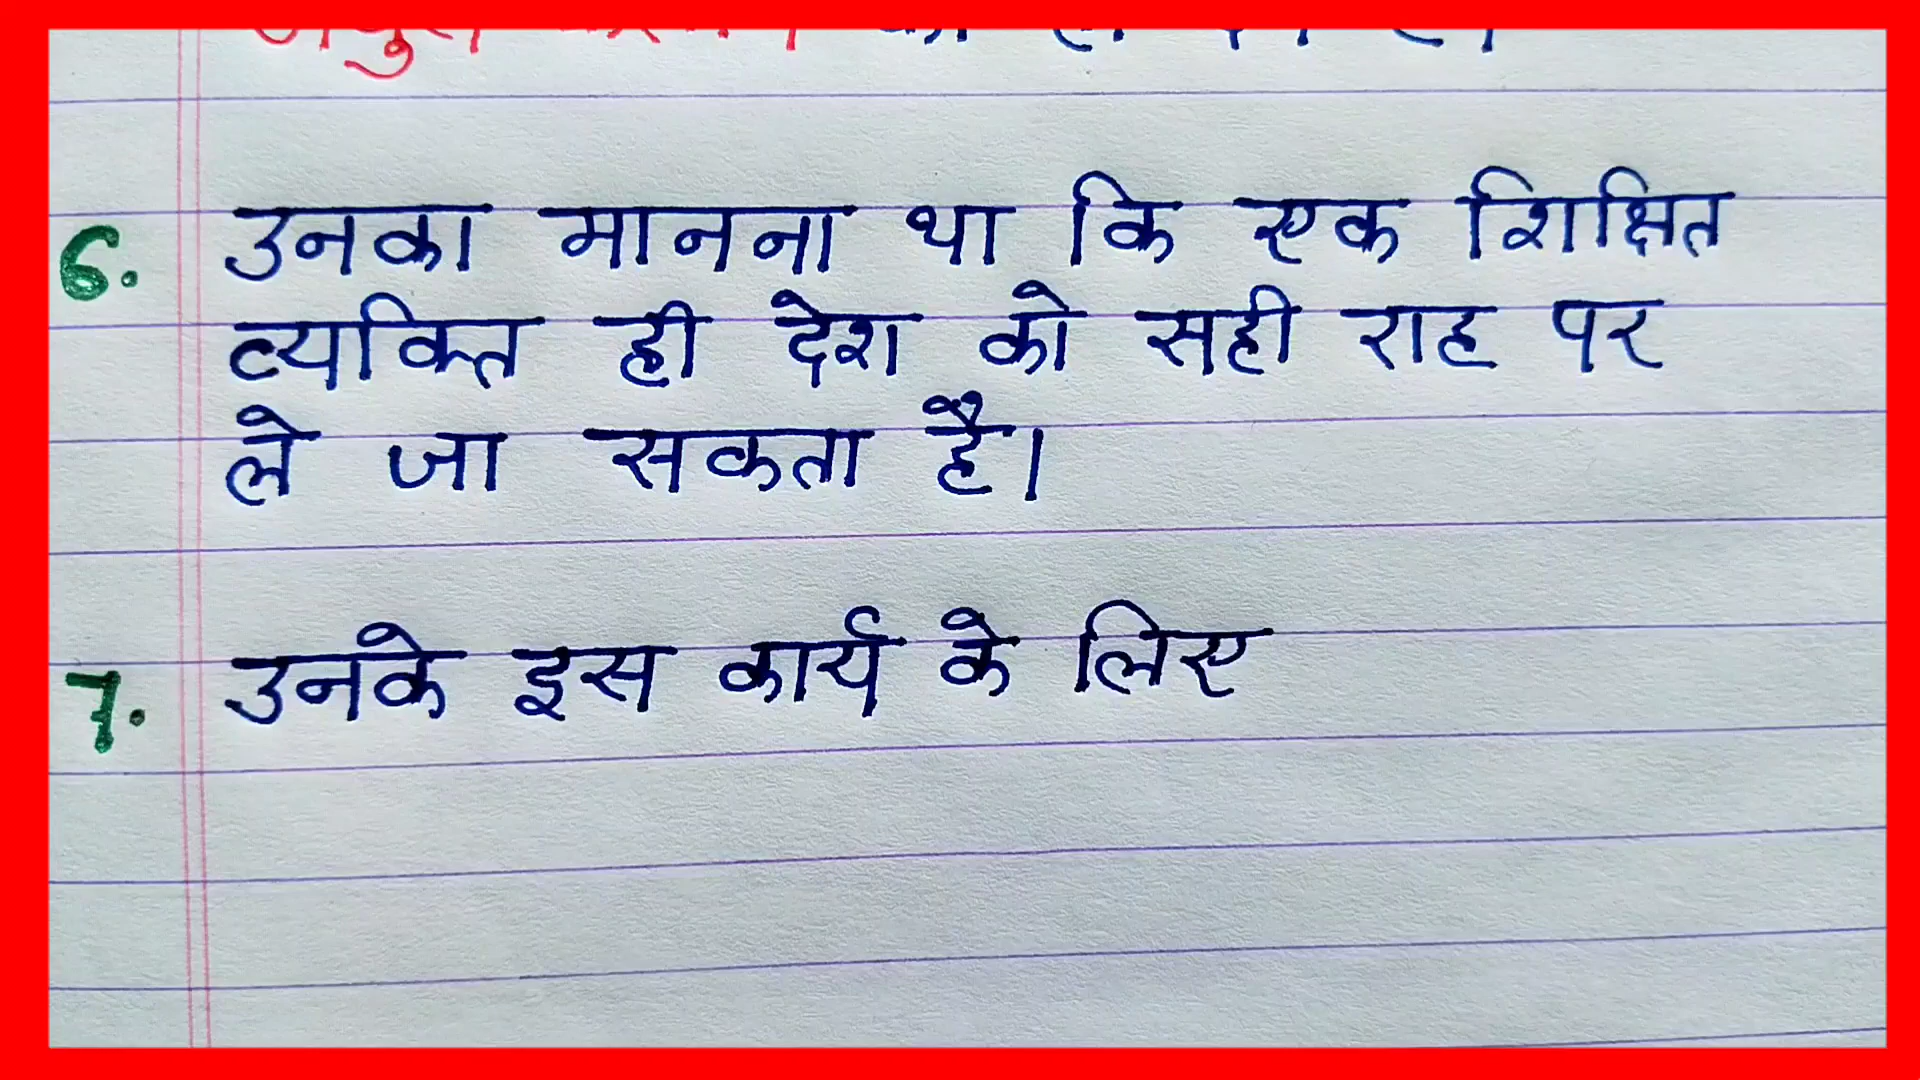 6. उनका मानना था कि एक शिक्षित
व्यक्ति ही देश को सही राह पर
ले जा सकता है।
7. उनके इस कार्य के लिए